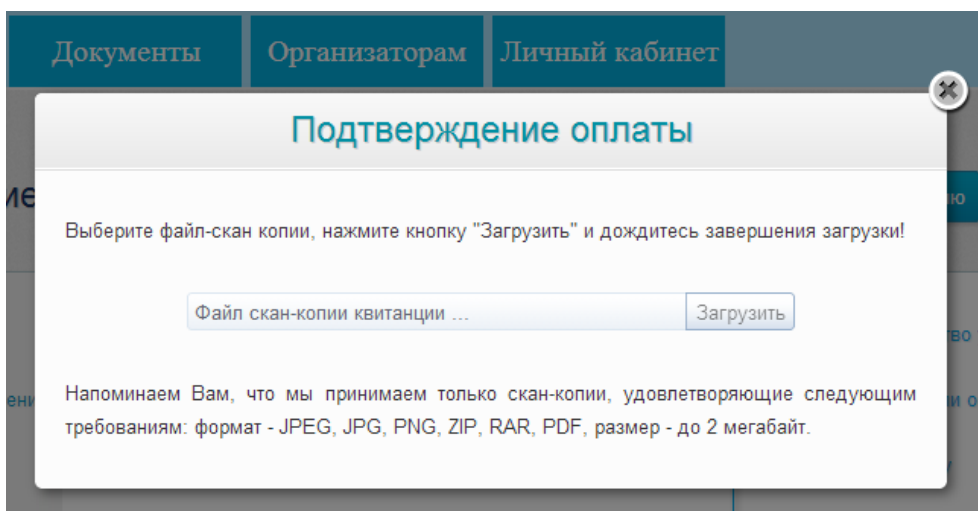 Документы Организаторам Личный кабинет
Подтверждение оплаты
Выберите файл-скан копии, нажмите кнопку "Загрузить" и дождитесь завершения загрузки!
Файл скан-копии квитанции ... Загрузить
Напоминаем Вам, что мы принимаем только скан-копии, удовлетворяющие следующим
требованиям: формат - JPEG, JPG, PNG, ZIP, RAR, PDF, размер - до 2 мегабайт.